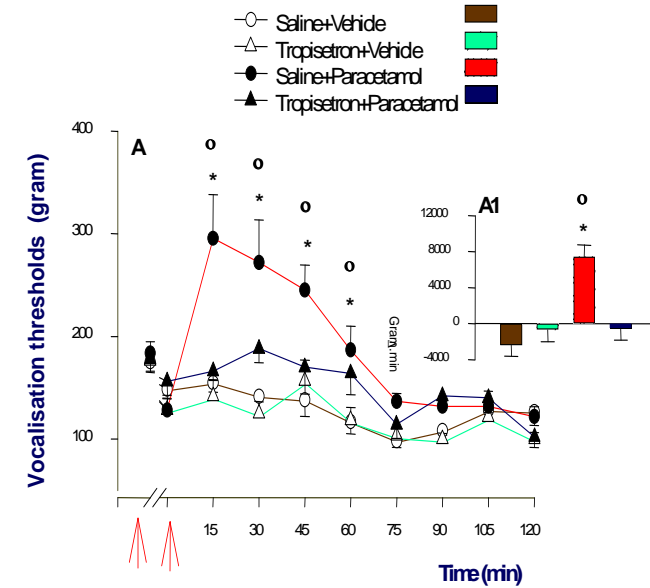 Saline+Vehide
Tropisetron+Vehide
Saline+Paracetamol
Tropisetron+Paracetamol
Vocalisation thresholds (gram)
400
300
200
100
A
o
*
o
*
o
*
o
*
A1
o
*
12000
8000
4000
0
-4000
Gram.min
15
30
45
60
75
90
105
120
Time (min)